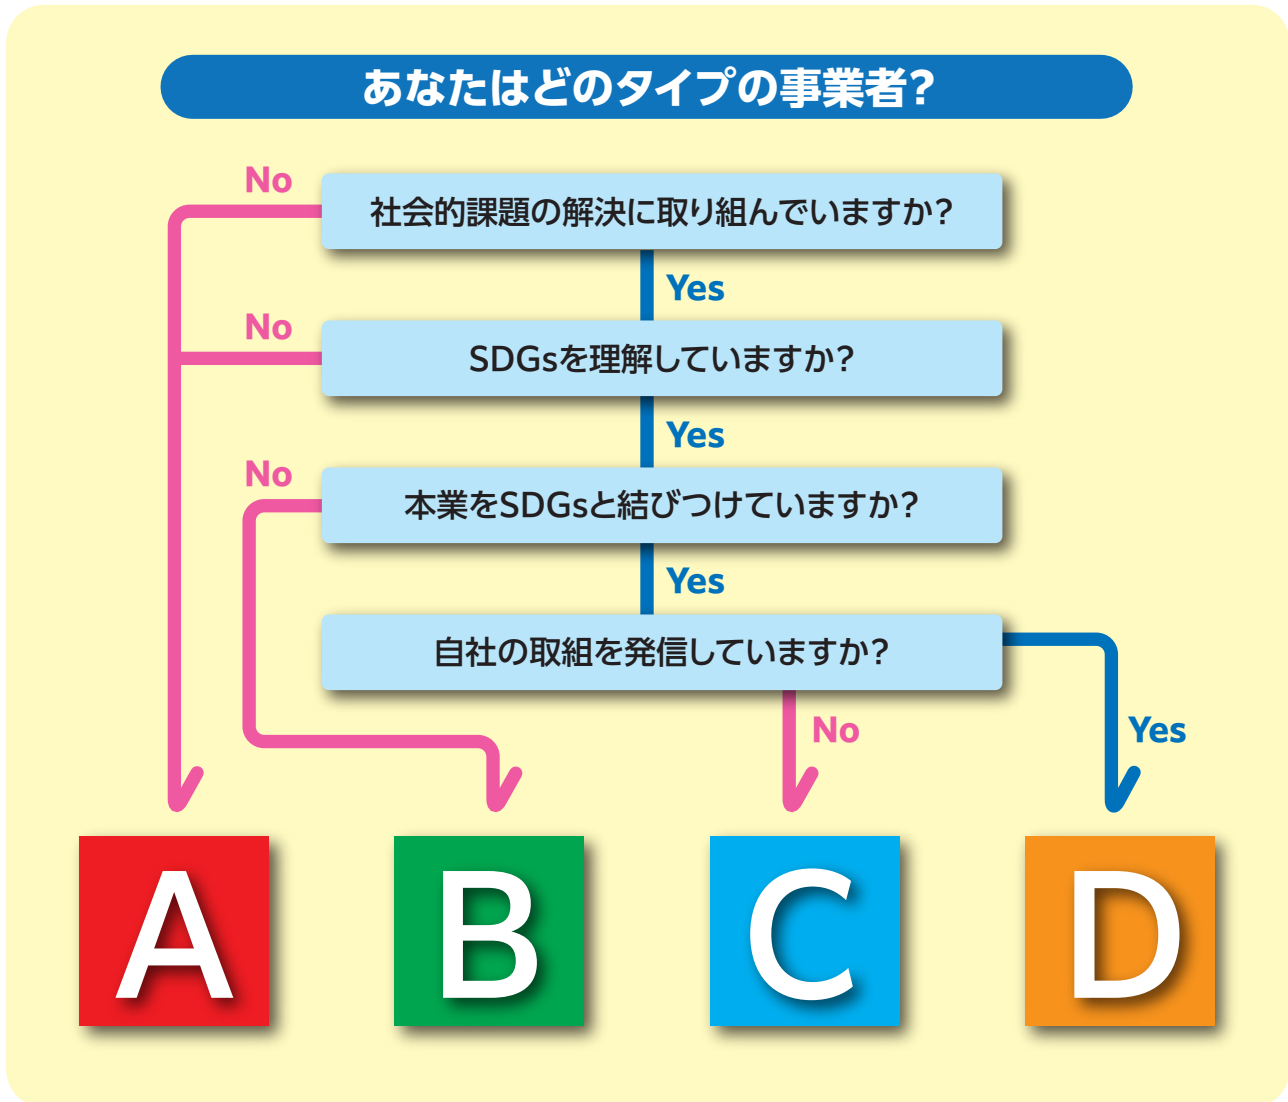 あなたはどのタイプの事業者?
No
社会的課題の解決に取り組んでいますか?
Yes
No
SDGsを理解していますか?
Yes
No
本業をSDGsと結びつけていますか?
Yes
自社の取組を発信していますか?
No
Yes
A
B
C
D